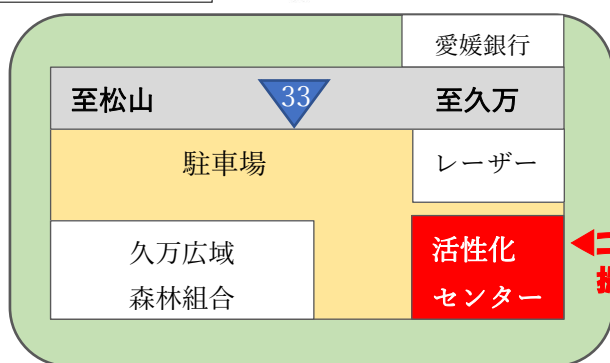 愛媛銀行
至松山
33
至久万
駐車場
レーザー
久万広域
森林組合
活性化
センター